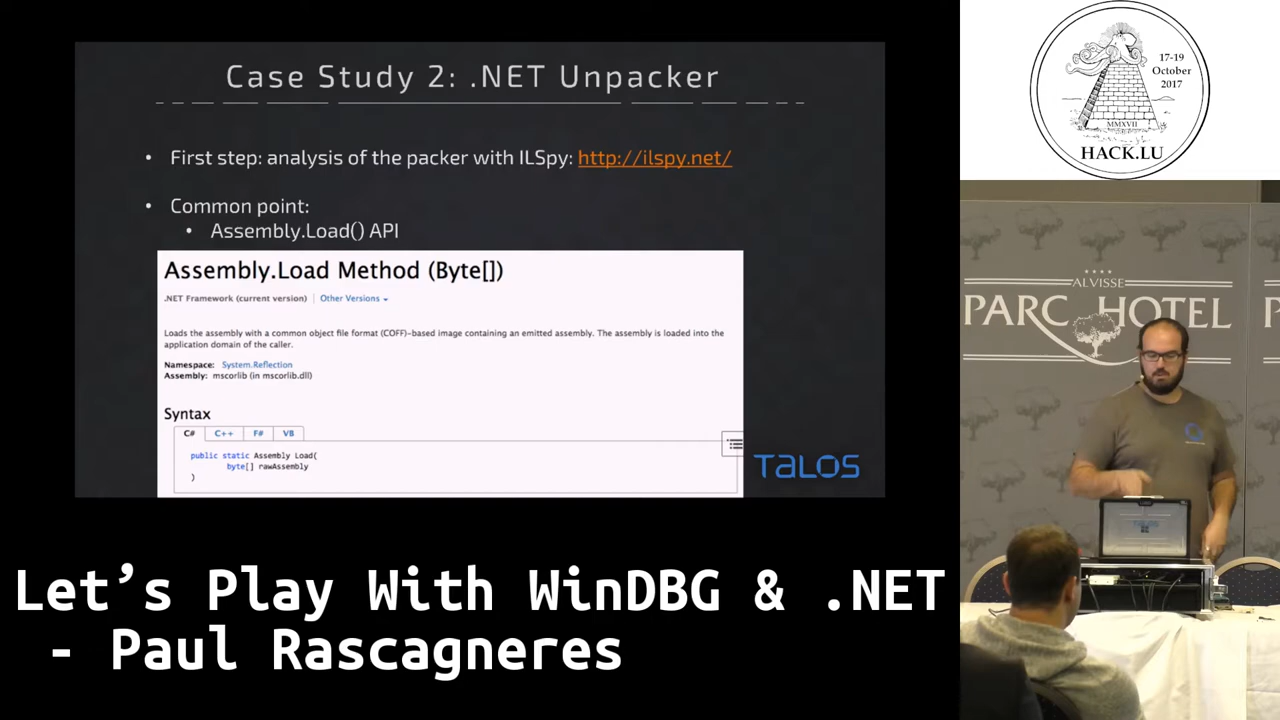 Case Study 2: .NET Unpacker
• First step: analysis of the packer with ILSpy: http://ilspy.net/
• Common point:
• Assembly.Load() API
Assembly.Load Method (Byte[])
.NET Framework (current version) | Other Versions
Loads the assembly with a common object file format (COFF)-based image containing an emitted assembly. The assembly is loaded into the
application domain of the caller.
Namespace: System.Reflection
Assembly: mscorlib (in mscorlib.dll)
Syntax
C# C++ F# VB
public static Assembly Load(
byte[] rawAssembly
)
TALOS
Let's Play With WinDBG & .NET
- Paul Rascagneres
17-19
October
2017
MMXVII
HACK.LU
ALVISSE
PARC HOTEL
TALOS